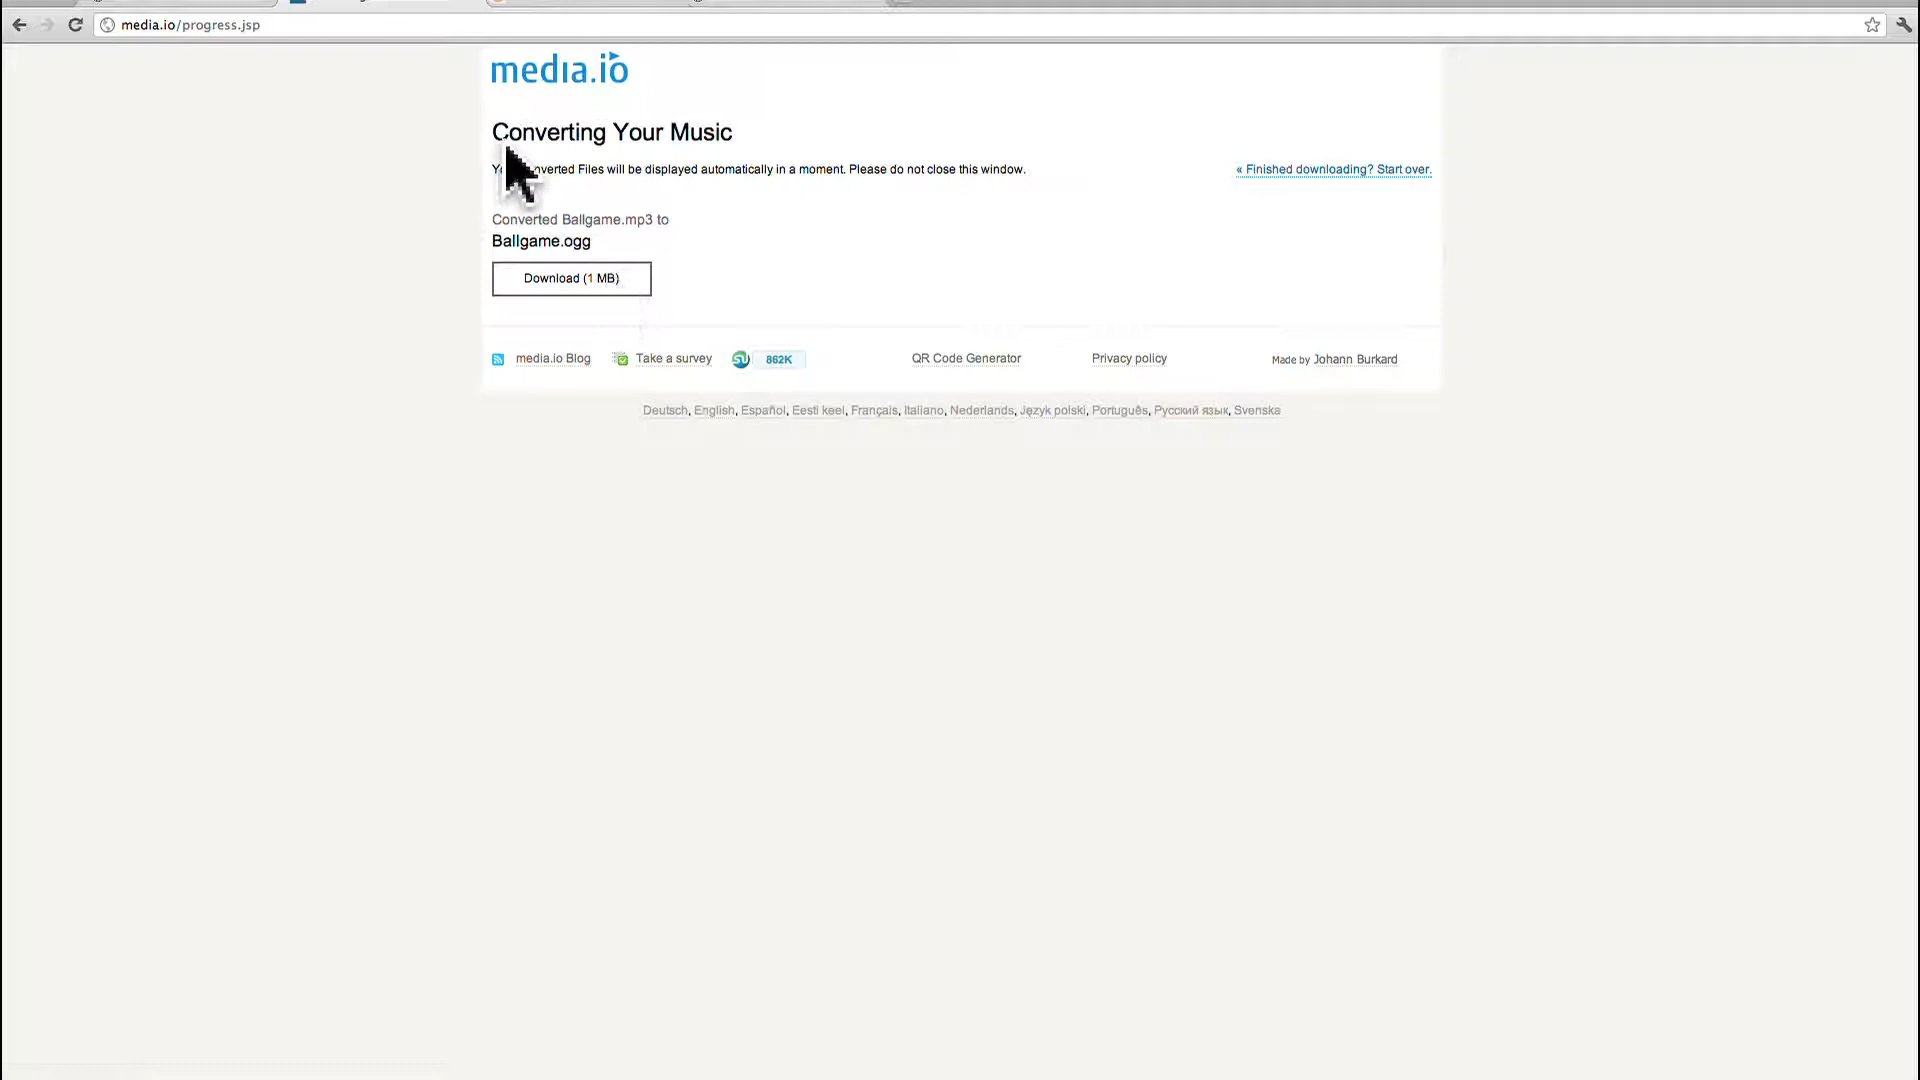 media.io/progress.jsp
media.io
Converting Your Music
nverted Files will be displayed automatically in a moment. Please do not close this window.
« Finished downloading? Start over.
Converted Ballgame.mp3 to
Ballgame.ogg
Download (1 MB)
media.io Blog
Take a survey
862K
QR Code Generator
Privacy policy
Made by Johann Burkard
Deutsch, English, Español, Eesti keel, Français, Italiano, Nederlands, Język polski, Português, Русский язык, Svenska